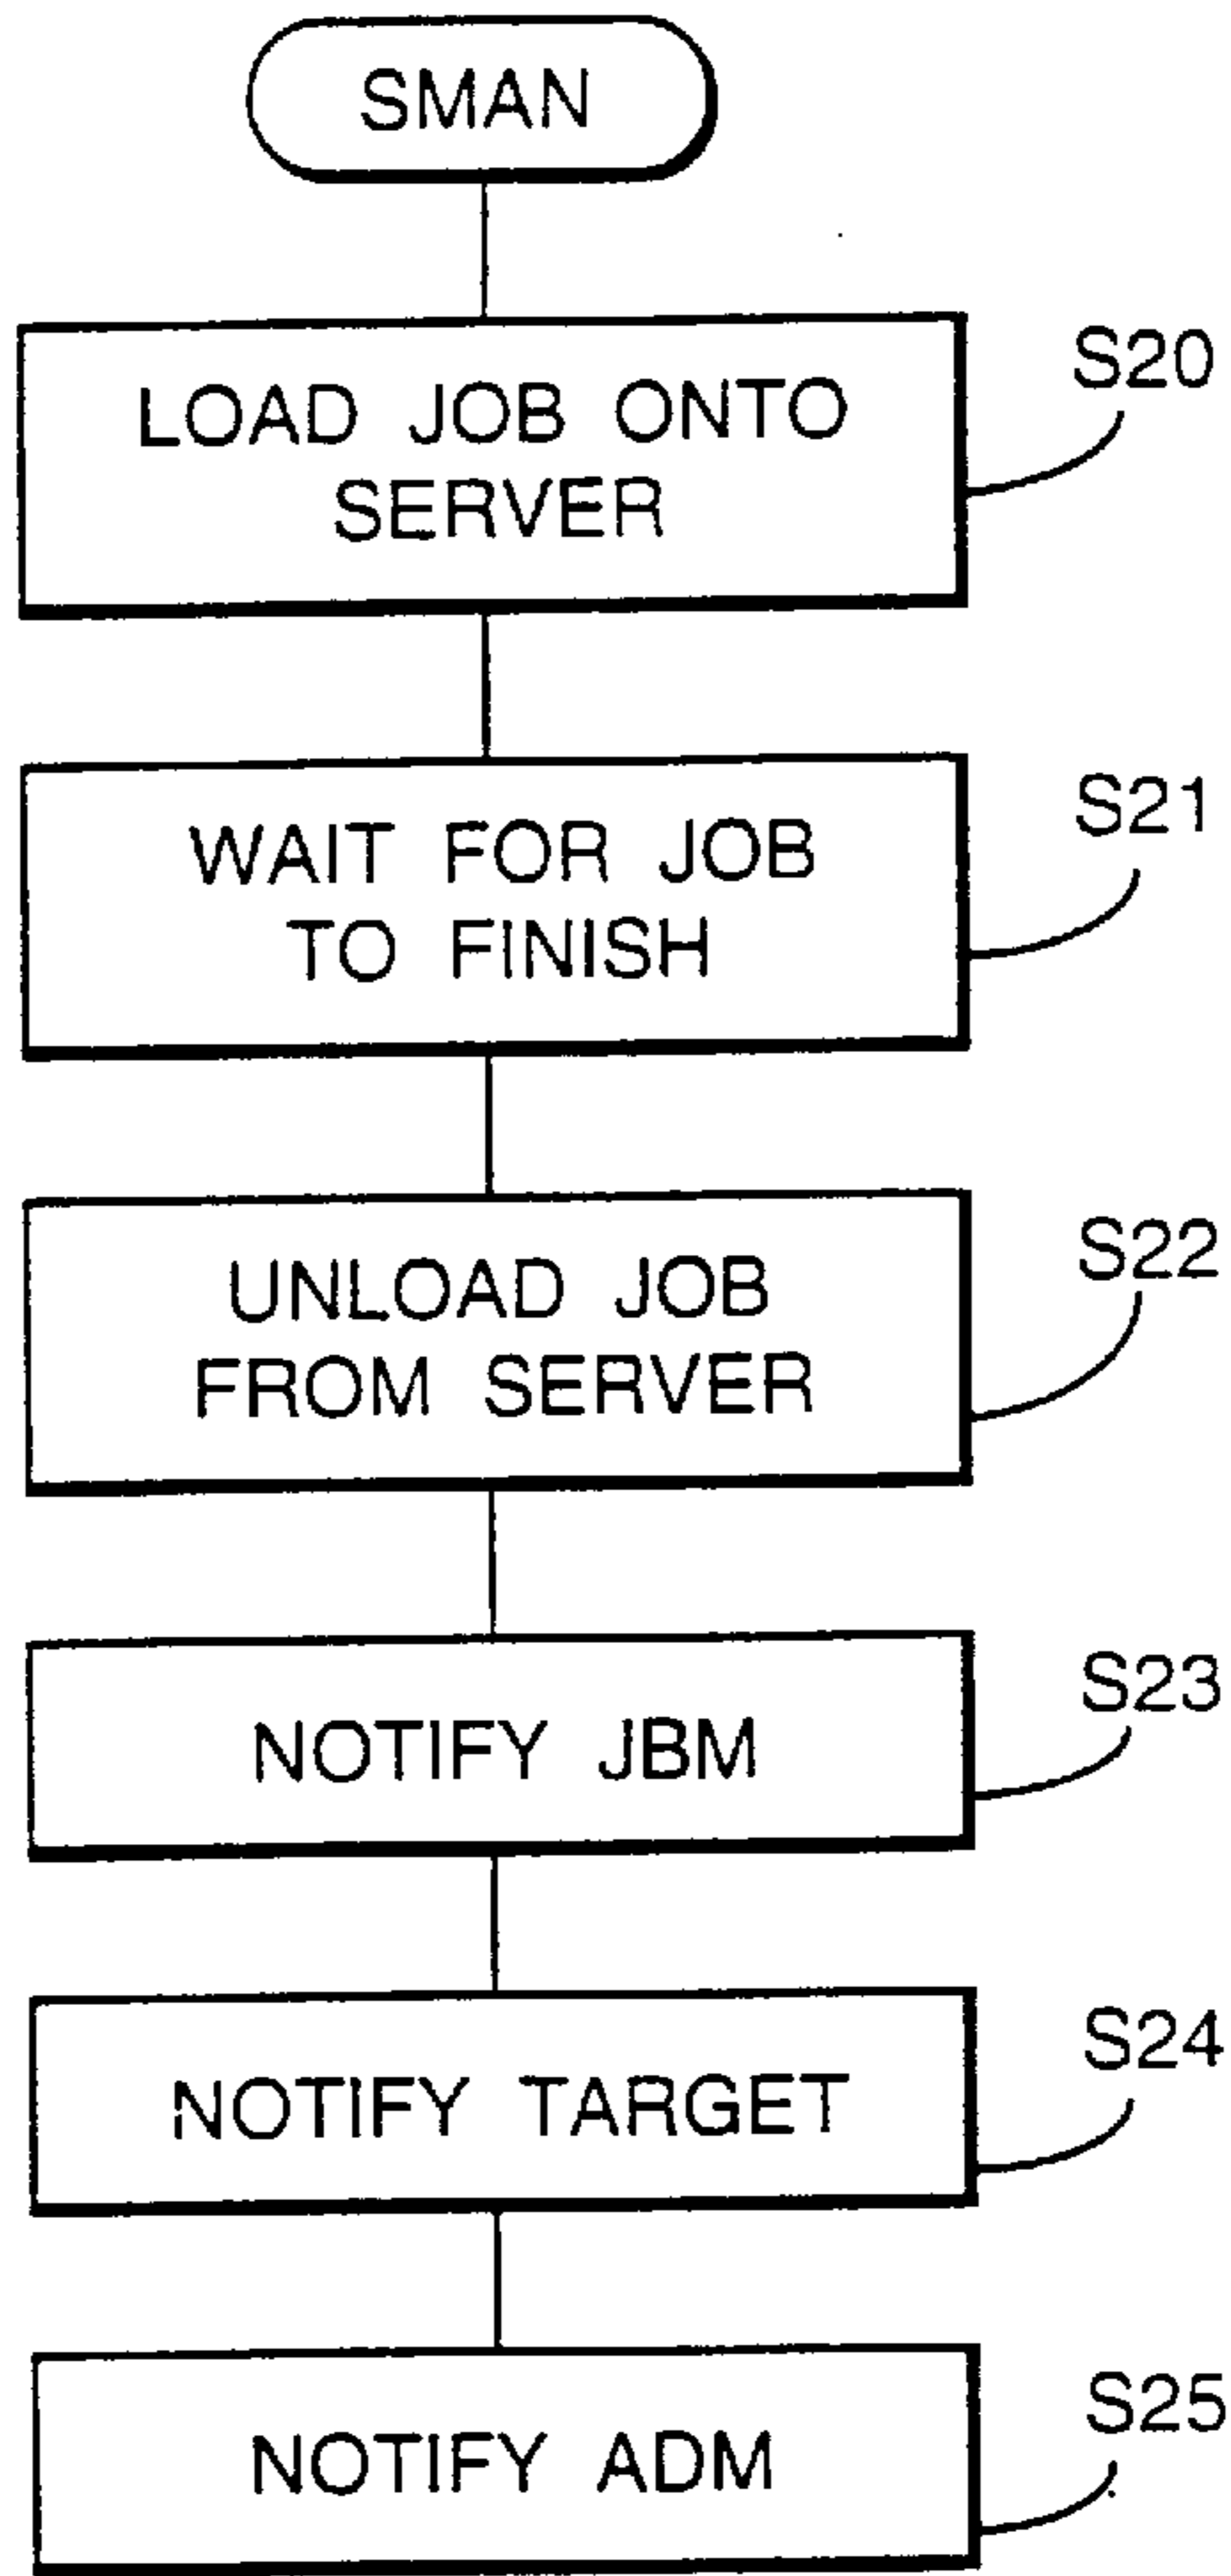 SMAN
LOAD JOB ONTO
SERVER
S20
WAIT FOR JOB
TO FINISH
S21
UNLOAD JOB
FROM SERVER
S22
NOTIFY JBM
S23
NOTIFY TARGET
S24
NOTIFY ADM
S25